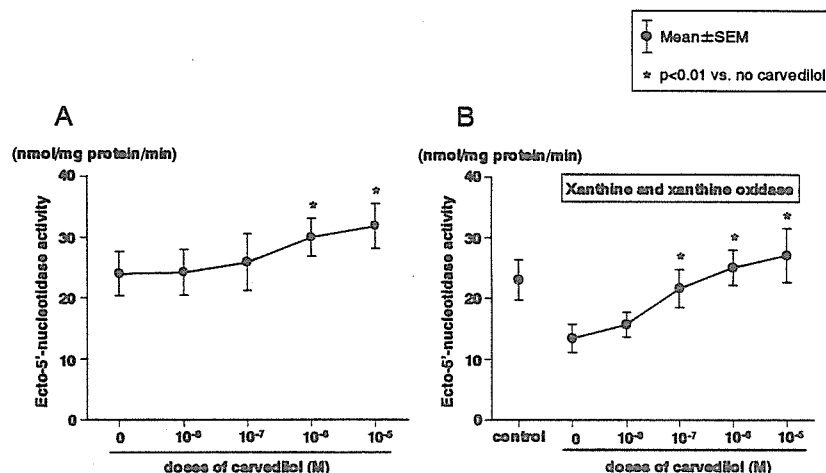 Mean±SEM
* p<0.01 vs. no carvedilol
A
(nmol/mg protein/min)
Ecto-5'-nucleotidase activity
40
30
20
10
0
* *
0 10⁻⁸ 10⁻⁷ 10⁻⁶ 10⁻⁵
doses of carvedilol (M)
B
(nmol/mg protein/min)
Xanthine and xanthine oxidase
Ecto-5'-nucleotidase activity
40
30
20
10
0
* * *
control 0 10⁻⁸ 10⁻⁷ 10⁻⁶ 10⁻⁵
doses of carvedilol (M)